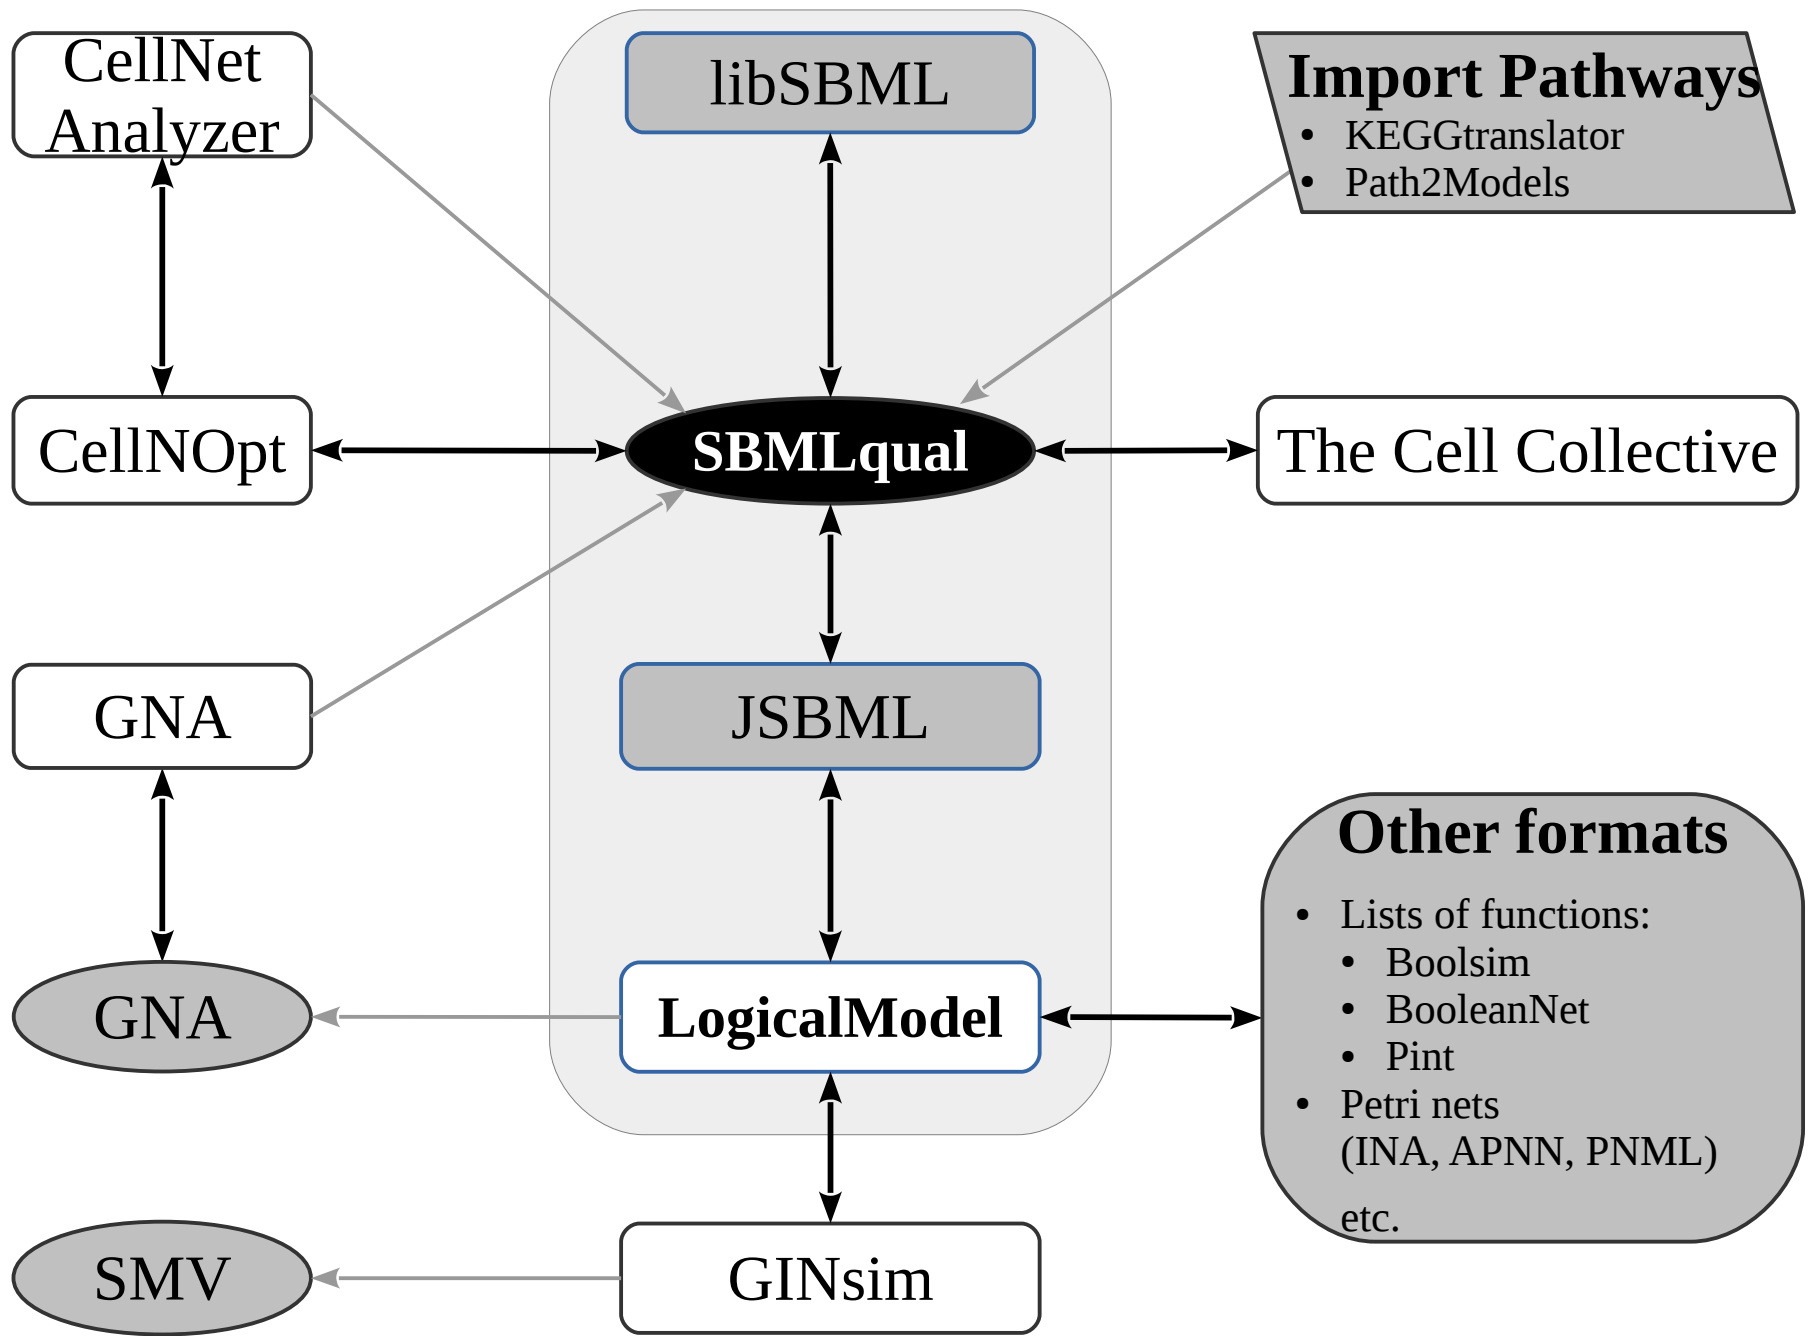 CellNet
Analyzer
libSBML
Import Pathways
• KEGGtranslator
• Path2Models
CellNOpt
SBMLqual
The Cell Collective
GNA
JSBML
Other formats
• Lists of functions:
• Boolsim
• BooleanNet
• Pint
• Petri nets
(INA, APNN, PNML)
etc.
GNA
LogicalModel
SMV
GINsim